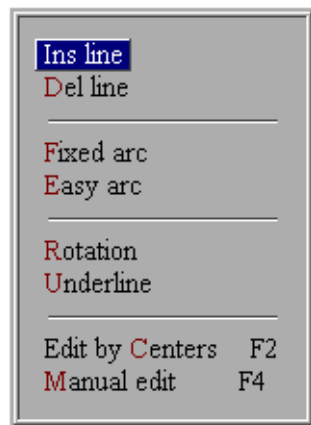 Ins line
Del line
Fixed arc
Easy arc
Rotation
Underline
Edit by Centers F2
Manual edit F4